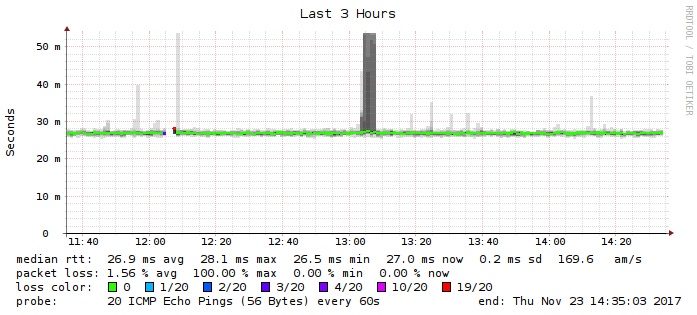 Last 3 Hours
RRDTOOL / TOBI OETIKER
Seconds
50 m
40 m
30 m
20 m
10 m
0
11:40 12:00 12:20 12:40 13:00 13:20 13:40 14:00 14:20
median rtt: 26.9 ms avg 28.1 ms max 26.5 ms min 27.0 ms now 0.2 ms sd 169.6 am/s
packet loss: 1.56 % avg 100.00 % max 0.00 % min 0.00 % now
loss color: 0 1/20 2/20 3/20 4/20 10/20 19/20
probe: 20 ICMP Echo Pings (56 Bytes) every 60s end: Thu Nov 23 14:35:03 2017